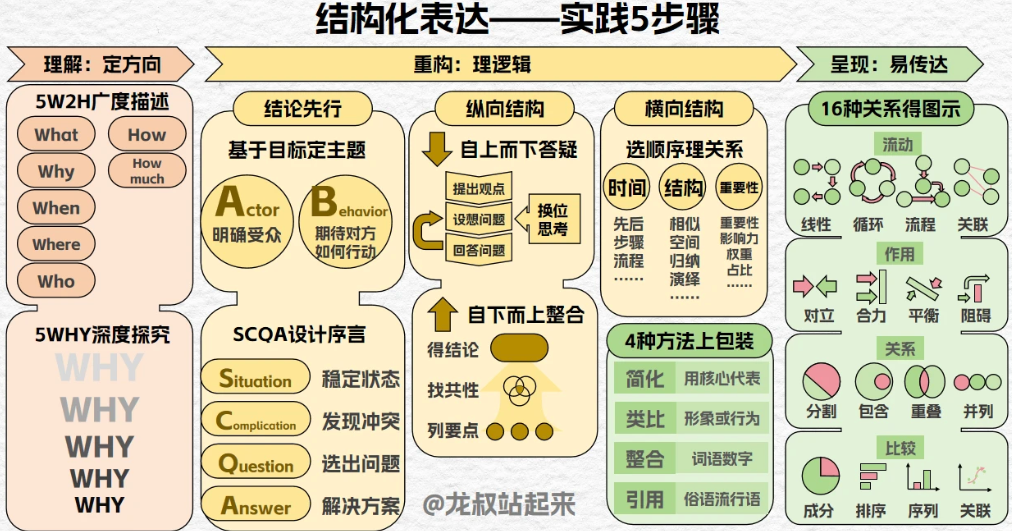 结构化表达——实践5步骤
理解：定方向
重构：理逻辑
呈现：易传达
5W2H广度描述
What
How
Why
How
much
When
Where
Who
5WHY深度探究
WHY
WHY
WHY
WHY
WHY
结论先行
基于目标定主题
Actor
明确受众
Behavior
期待对方
如何行动
SCQA设计序言
Situation 稳定状态
Complication 发现冲突
Question 选出问题
Answer 解决方案
纵向结构
自上而下答疑
提出观点
设想问题
回答问题
换位
思考
自下而上整合
得结论
找共性
列要点
@龙叔站起来
横向结构
选顺序理关系
时间
先后
步骤
流程
……
结构
相似
空间
归纳
演绎
……
重要性
重要性
影响力
权重
占比
……
4种方法上包装
简化 用核心代表
类比 形象或行为
整合 词语数字
引用 俗语流行语
16种关系得图示
流动
线性 循环 流程 关联
作用
对立 合力 平衡 阻碍
关系
分割 包含 重叠 并列
比较
成分 排序 序列 关联